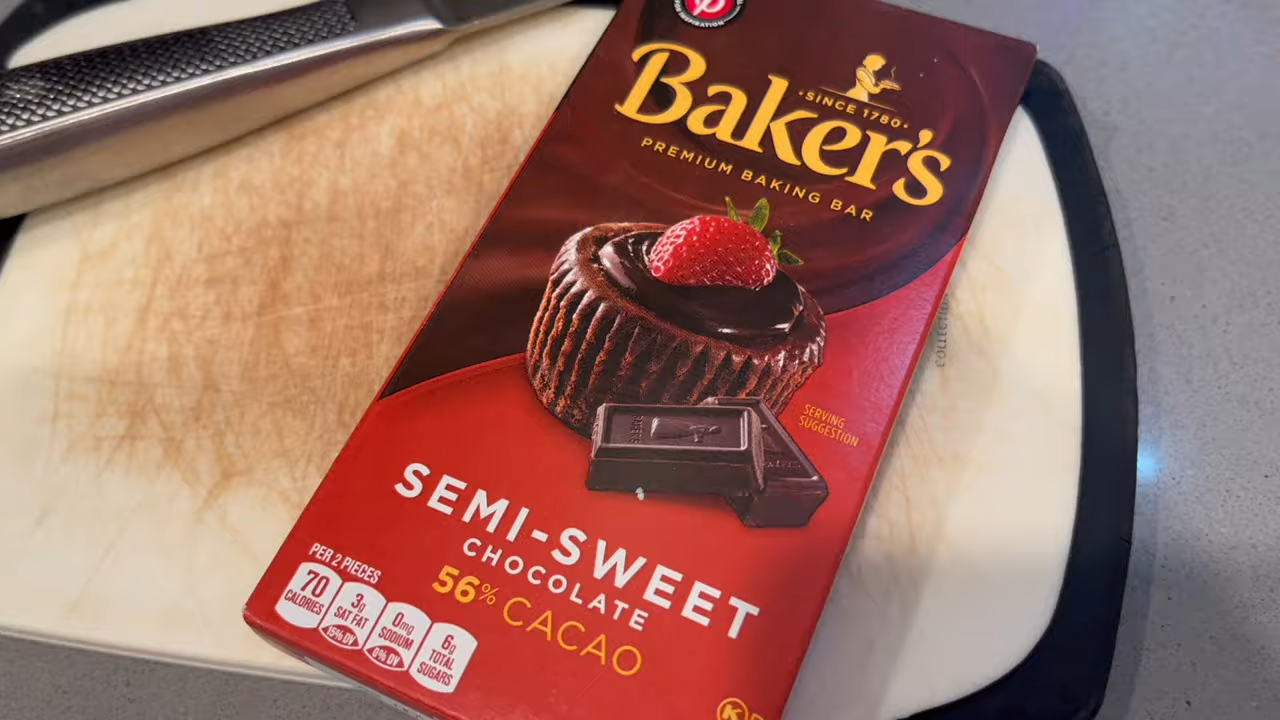 INSPIRATION
Baker's
•SINCE 1780•
PREMIUM BAKING BAR
SERVING
SUGGESTION
SEMI-SWEET
CHOCOLATE
56% CACAO
PER 2 PIECES
70
CALORIES
3g
SAT FAT
15% DV
0mg
SODIUM
0% DV
6g
TOTAL
SUGARS
K